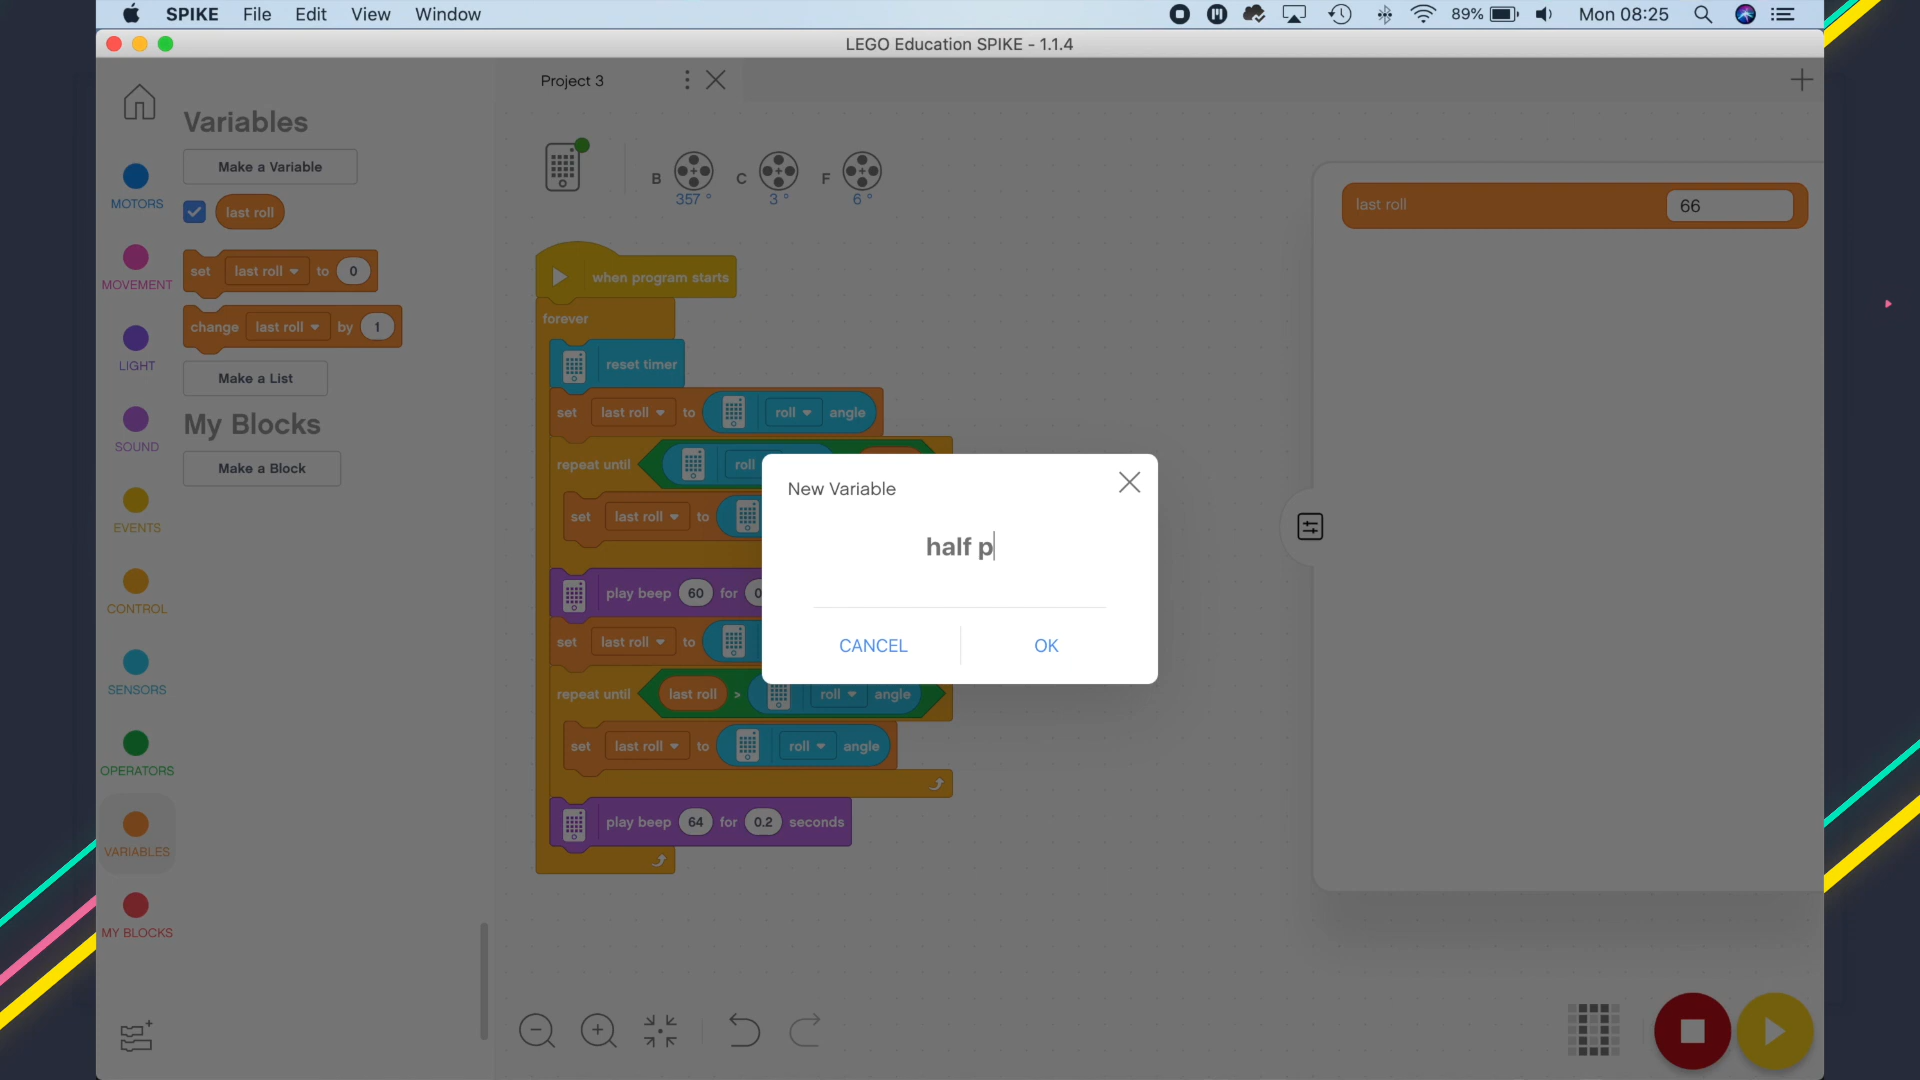 SPIKE File Edit View Window
89% Mon 08:25
LEGO Education SPIKE - 1.1.4
Project 3
Variables
Make a Variable
last roll
set last roll to 0
change last roll by 1
Make a List
My Blocks
Make a Block
MOTORS
MOVEMENT
LIGHT
SOUND
EVENTS
CONTROL
SENSORS
OPERATORS
VARIABLES
MY BLOCKS
B 357 °
C 3 °
F 6 °
when program starts
forever
reset timer
set last roll to roll angle
repeat until roll
set last roll to
play beep 60 for 0
set last roll to
repeat until last roll > roll angle
set last roll to roll angle
play beep 64 for 0.2 seconds
New Variable
half p
CANCEL OK
last roll 66